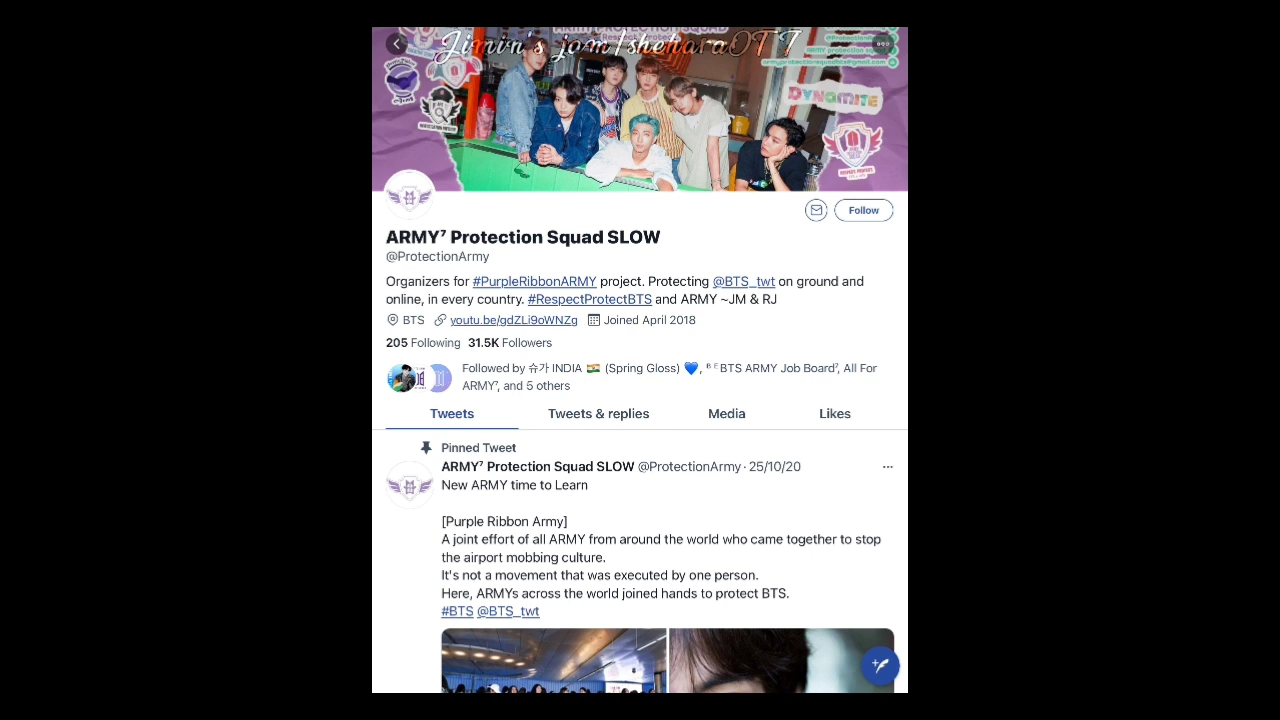 ARMY PROTECTION SQUAD
Jimin's jam/shehara OT7
DYNAMITE
Follow
ARMY⁷ Protection Squad SLOW
@ProtectionArmy
Organizers for #PurpleRibbonARMY project. Protecting @BTS_twt on ground and
online, in every country. #RespectProtectBTS and ARMY ~JM & RJ
BTS youtu.be/gdZLi9oWNZg Joined April 2018
205 Following 31.5K Followers
Followed by 슈가 INDIA 🇮🇳 (Spring Gloss) 💙, ᴮ ᴱ BTS ARMY Job Board⁷, All For
ARMY⁷, and 5 others
Tweets Tweets & replies Media Likes
Pinned Tweet
ARMY⁷ Protection Squad SLOW @ProtectionArmy · 25/10/20
New ARMY time to Learn
[Purple Ribbon Army]
A joint effort of all ARMY from around the world who came together to stop
the airport mobbing culture.
It's not a movement that was executed by one person.
Here, ARMYs across the world joined hands to protect BTS.
#BTS @BTS_twt